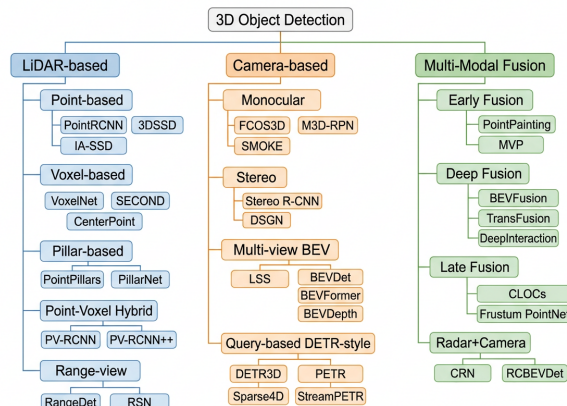 3D Object Detection
LiDAR-based
Point-based
PointRCNN
3DSSD
IA-SSD
Voxel-based
VoxelNet
SECOND
CenterPoint
Pillar-based
PointPillars
PillarNet
Point-Voxel Hybrid
PV-RCNN
PV-RCNN++
Range-view
RangeDet
RSN
Camera-based
Monocular
FCOS3D
M3D-RPN
SMOKE
Stereo
Stereo R-CNN
DSGN
Multi-view BEV
LSS
BEVDet
BEVFormer
BEVDepth
Query-based DETR-style
DETR3D
PETR
Sparse4D
StreamPETR
Multi-Modal Fusion
Early Fusion
PointPainting
MVP
Deep Fusion
BEVFusion
TransFusion
DeepInteraction
Late Fusion
CLOCs
Frustum PointNet
Radar+Camera
CRN
RCBEVDet